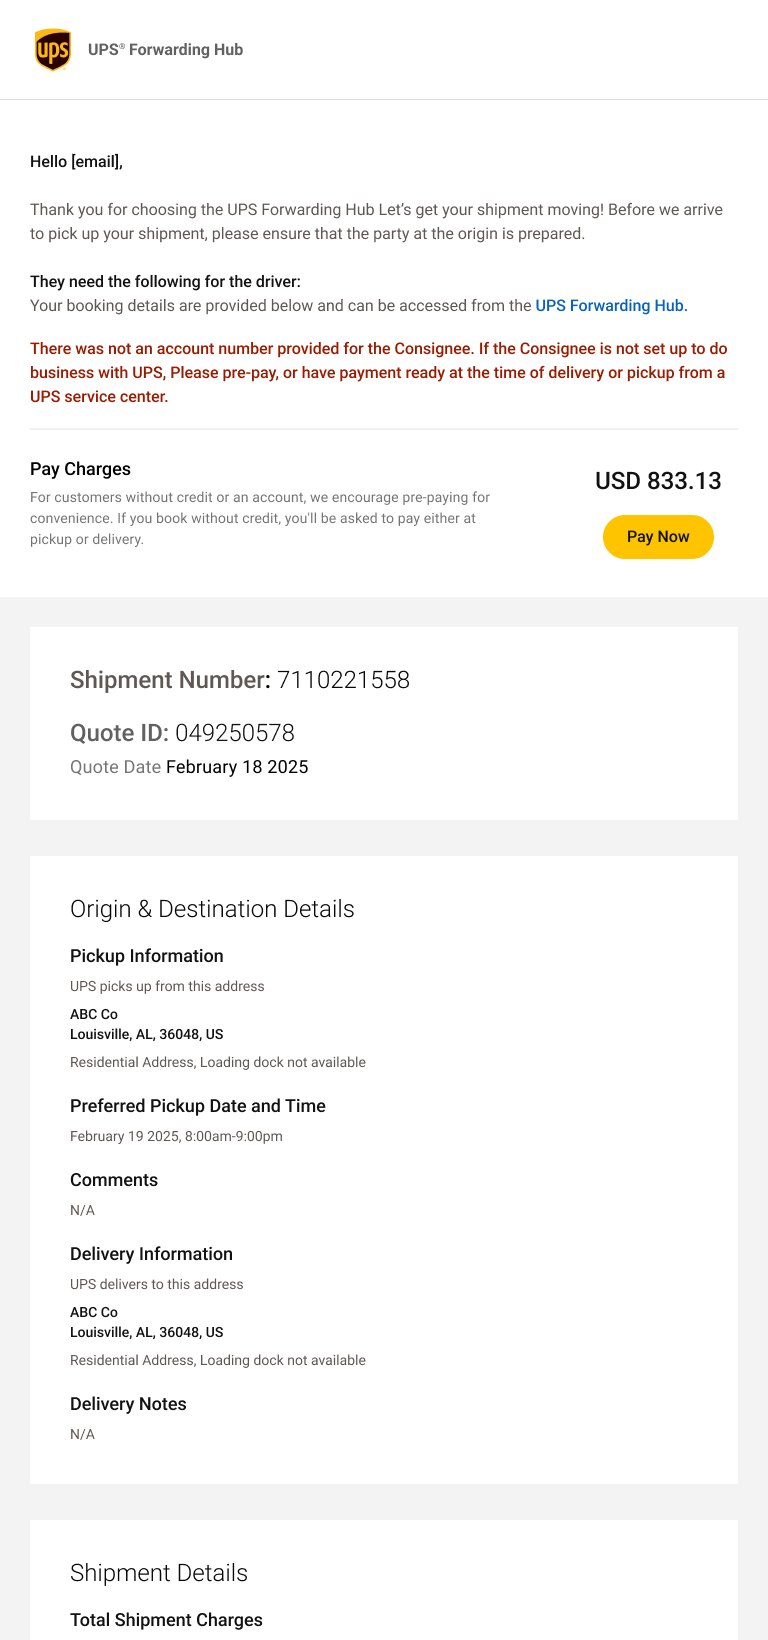 ups
UPS® Forwarding Hub
Hello [email],
Thank you for choosing the UPS Forwarding Hub Let’s get your shipment moving! Before we arrive
to pick up your shipment, please ensure that the party at the origin is prepared.
They need the following for the driver:
Your booking details are provided below and can be accessed from the UPS Forwarding Hub.
There was not an account number provided for the Consignee. If the Consignee is not set up to do
business with UPS, Please pre-pay, or have payment ready at the time of delivery or pickup from a
UPS service center.
Pay Charges
USD 833.13
For customers without credit or an account, we encourage pre-paying for
convenience. If you book without credit, you'll be asked to pay either at
pickup or delivery.
Pay Now
Shipment Number: 7110221558
Quote ID: 049250578
Quote Date February 18 2025
Origin & Destination Details
Pickup Information
UPS picks up from this address
ABC Co
Louisville, AL, 36048, US
Residential Address, Loading dock not available
Preferred Pickup Date and Time
February 19 2025, 8:00am-9:00pm
Comments
N/A
Delivery Information
UPS delivers to this address
ABC Co
Louisville, AL, 36048, US
Residential Address, Loading dock not available
Delivery Notes
N/A
Shipment Details
Total Shipment Charges